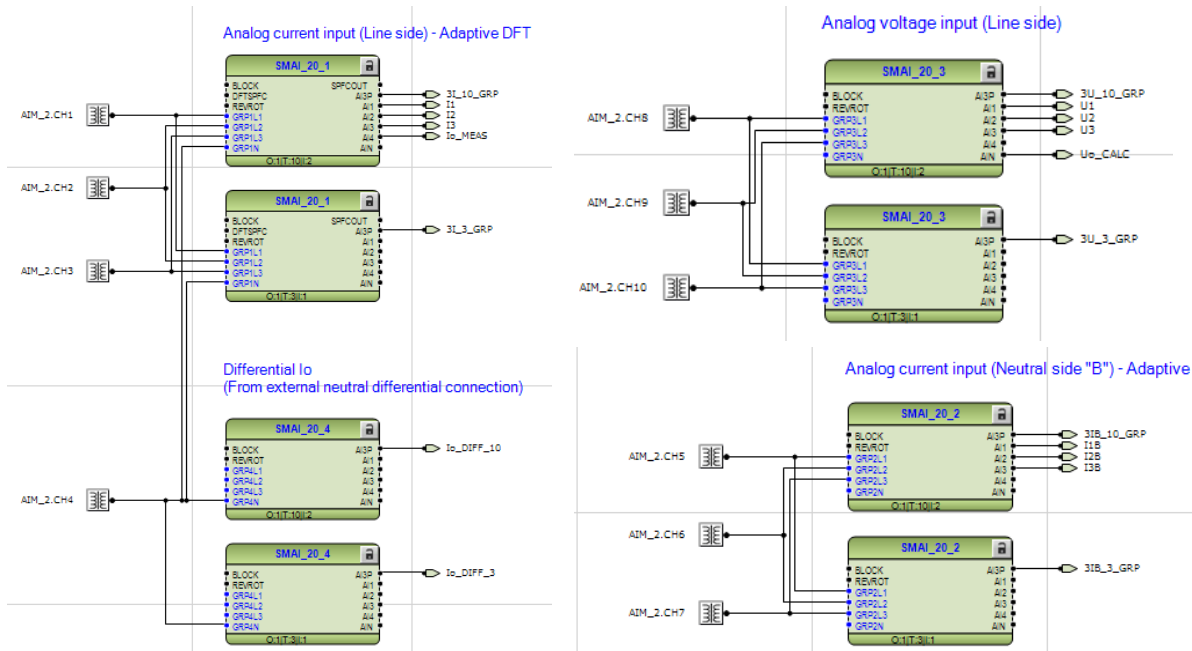 Analog current input (Line side) - Adaptive DFT
SMAI_20_1
BLOCK SPFCOUT
DFTSPFC AI3P 3I_10_GRP
REVROT AI1 I1
AIM_2.CH1 GRP1L1 AI2 I2
GRP1L2 AI3 I3
GRP1L3 AI4 Io_MEAS
GRP1N AIN
O:1|T:10|I:2
AIM_2.CH2
SMAI_20_1
BLOCK SPFCOUT
DFTSPFC AI3P 3I_3_GRP
REVROT AI1
GRP1L1 AI2
GRP1L2 AI3
AIM_2.CH3 GRP1L3 AI4
GRP1N AIN
O:1|T:3|I:1
Differential Io
(From external neutral differential connection)
SMAI_20_4
BLOCK AI3P Io_DIFF_10
REVROT AI1
GRP4L1 AI2
GRP4L2 AI3
GRP4L3 AI4
AIM_2.CH4 GRP4N AIN
O:1|T:10|I:2
SMAI_20_4
BLOCK AI3P Io_DIFF_3
REVROT AI1
GRP4L1 AI2
GRP4L2 AI3
GRP4L3 AI4
GRP4N AIN
O:1|T:3|I:1
Analog voltage input (Line side)
SMAI_20_3
BLOCK AI3P 3U_10_GRP
REVROT AI1 U1
AIM_2.CH8 GRP3L1 AI2 U2
GRP3L2 AI3 U3
GRP3L3 AI4
GRP3N AIN Uo_CALC
O:1|T:10|I:2
AIM_2.CH9
SMAI_20_3
BLOCK AI3P 3U_3_GRP
REVROT AI1
GRP3L1 AI2
GRP3L2 AI3
AIM_2.CH10 GRP3L3 AI4
GRP3N AIN
O:1|T:3|I:1
Analog current input (Neutral side "B") - Adaptive
SMAI_20_2
BLOCK AI3P 3IB_10_GRP
REVROT AI1 I1B
AIM_2.CH5 GRP2L1 AI2 I2B
GRP2L2 AI3 I3B
GRP2L3 AI4
GRP2N AIN
O:1|T:10|I:2
AIM_2.CH6
SMAI_20_2
BLOCK AI3P 3IB_3_GRP
REVROT AI1
GRP2L1 AI2
GRP2L2 AI3
AIM_2.CH7 GRP2L3 AI4
GRP2N AIN
O:1|T:3|I:1